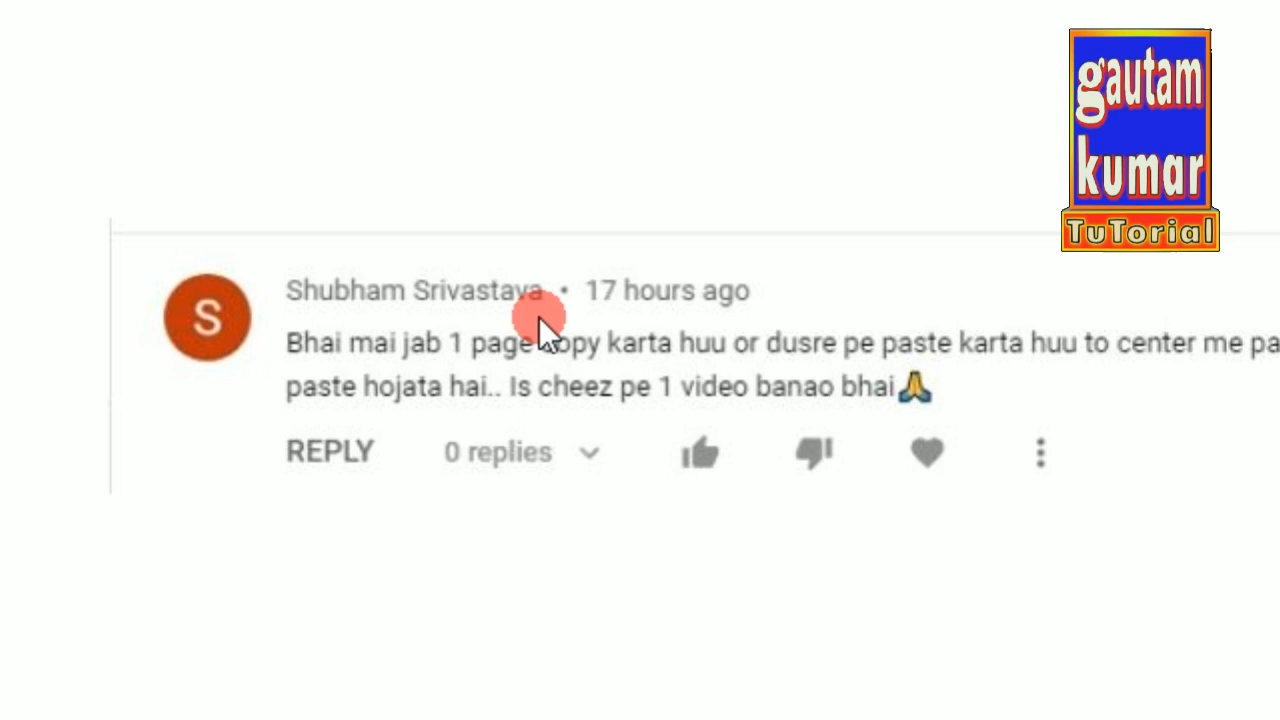 gautam
kumar
TuTorial
S
Shubham Srivastava • 17 hours ago
Bhai mai jab 1 page copy karta huu or dusre pe paste karta huu to center me pa
paste hojata hai.. Is cheez pe 1 video banao bhai🙏
REPLY 0 replies